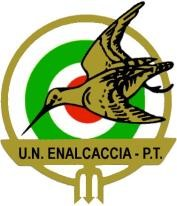 U.N. ENALCACCIA - P.T.